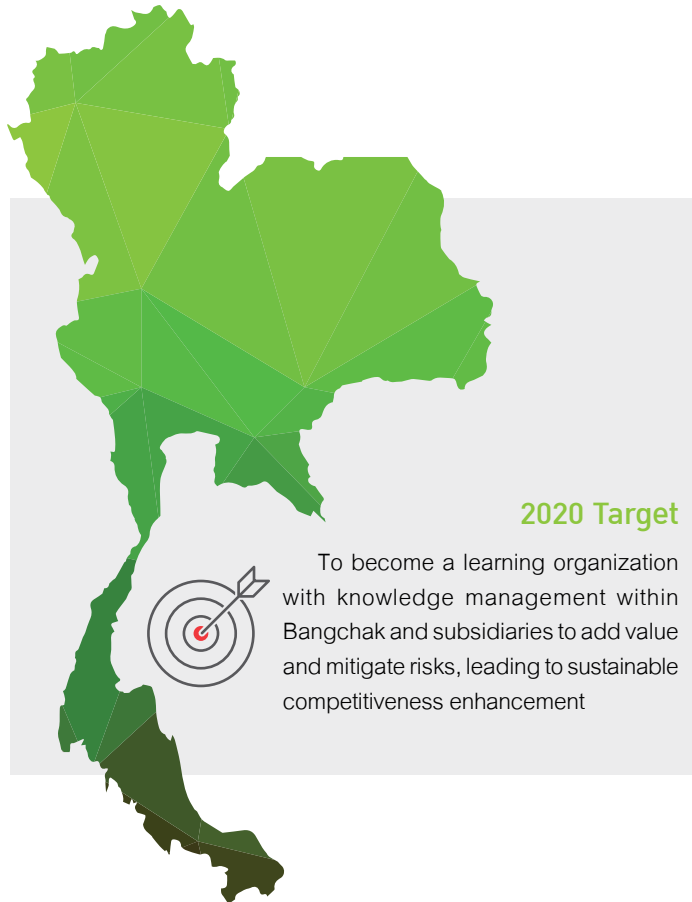 2020 Target
To become a learning organization
with knowledge management within
Bangchak and subsidiaries to add value
and mitigate risks, leading to sustainable
competitiveness enhancement